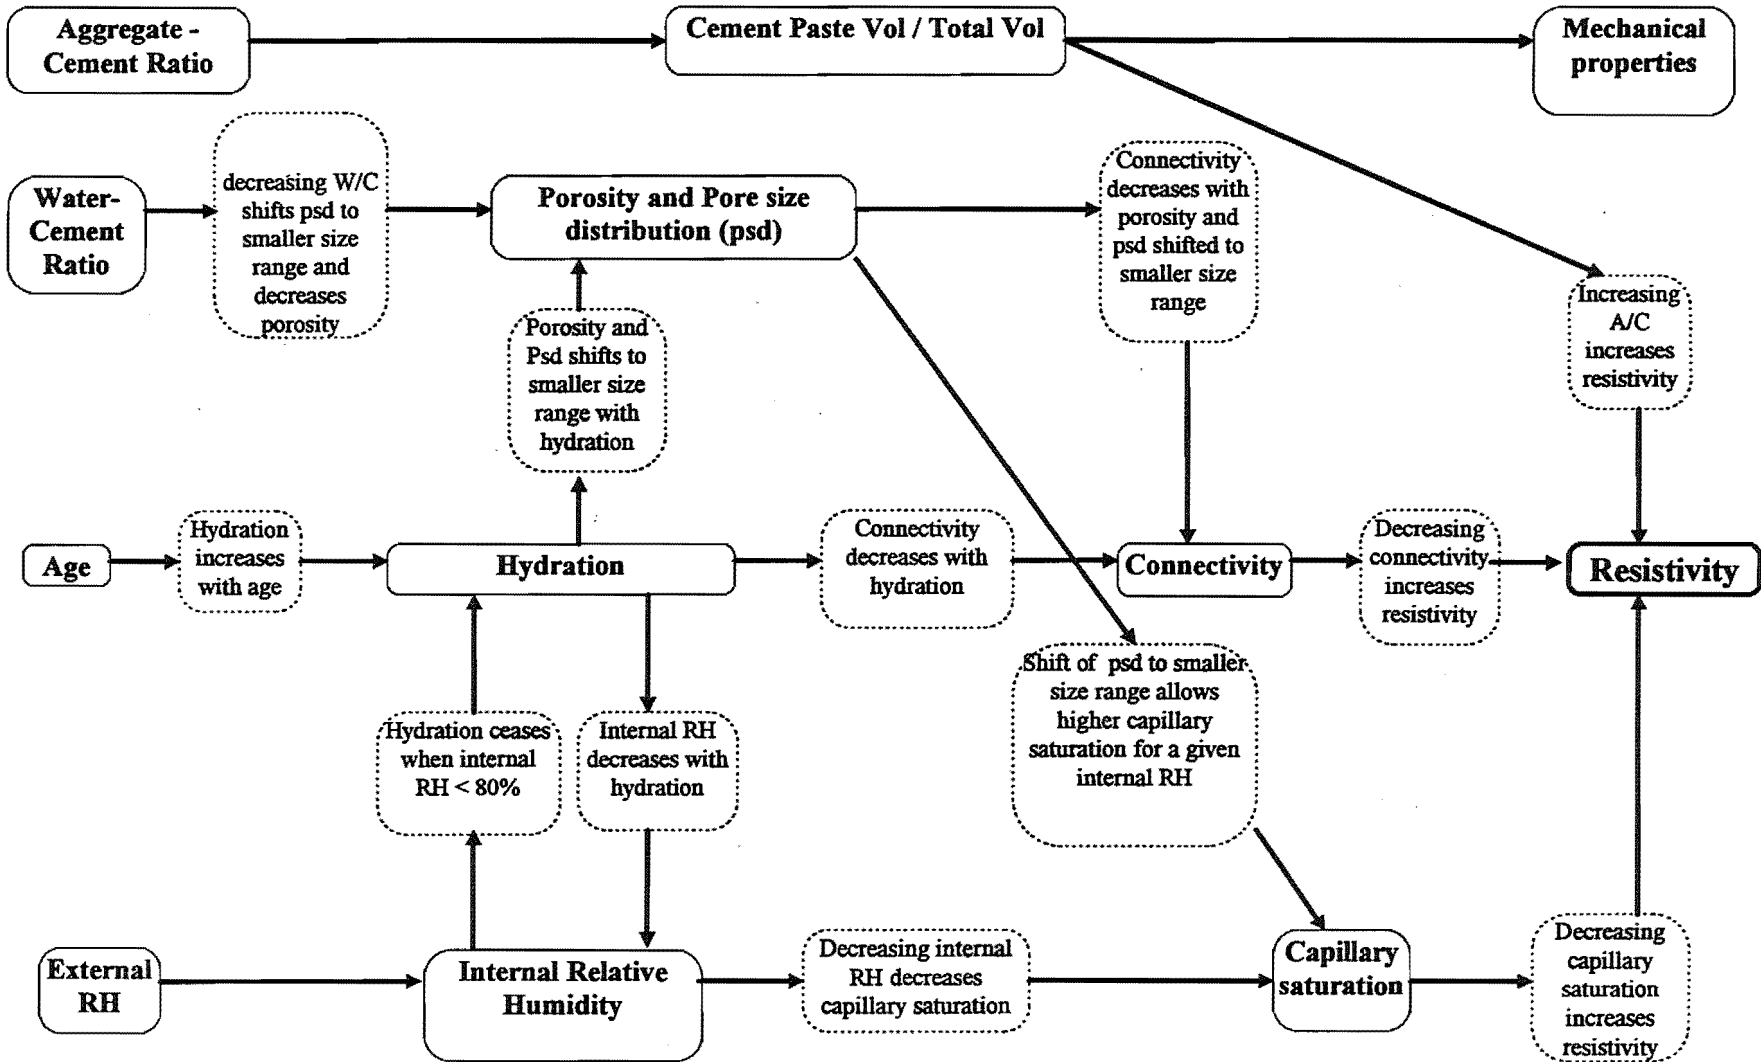 Aggregate -
Cement Ratio
Cement Paste Vol / Total Vol
Mechanical
properties
Water-
Cement
Ratio
decreasing W/C
shifts psd to
smaller size
range and
decreases
porosity
Porosity and Pore size
distribution (psd)
Connectivity
decreases with
porosity and
psd shifted to
smaller size
range
Increasing
A/C
increases
resistivity
Porosity and
Psd shifts to
smaller size
range with
hydration
Age
Hydration
increases
with age
Hydration
Connectivity
decreases with
hydration
Connectivity
Decreasing
connectivity
increases
resistivity
Resistivity
Hydration ceases
when internal
RH < 80%
Internal RH
decreases with
hydration
Shift of psd to smaller
size range allows
higher capillary
saturation for a given
internal RH
External
RH
Internal Relative
Humidity
Decreasing internal
RH decreases
capillary saturation
Capillary
saturation
Decreasing
capillary
saturation
increases
resistivity